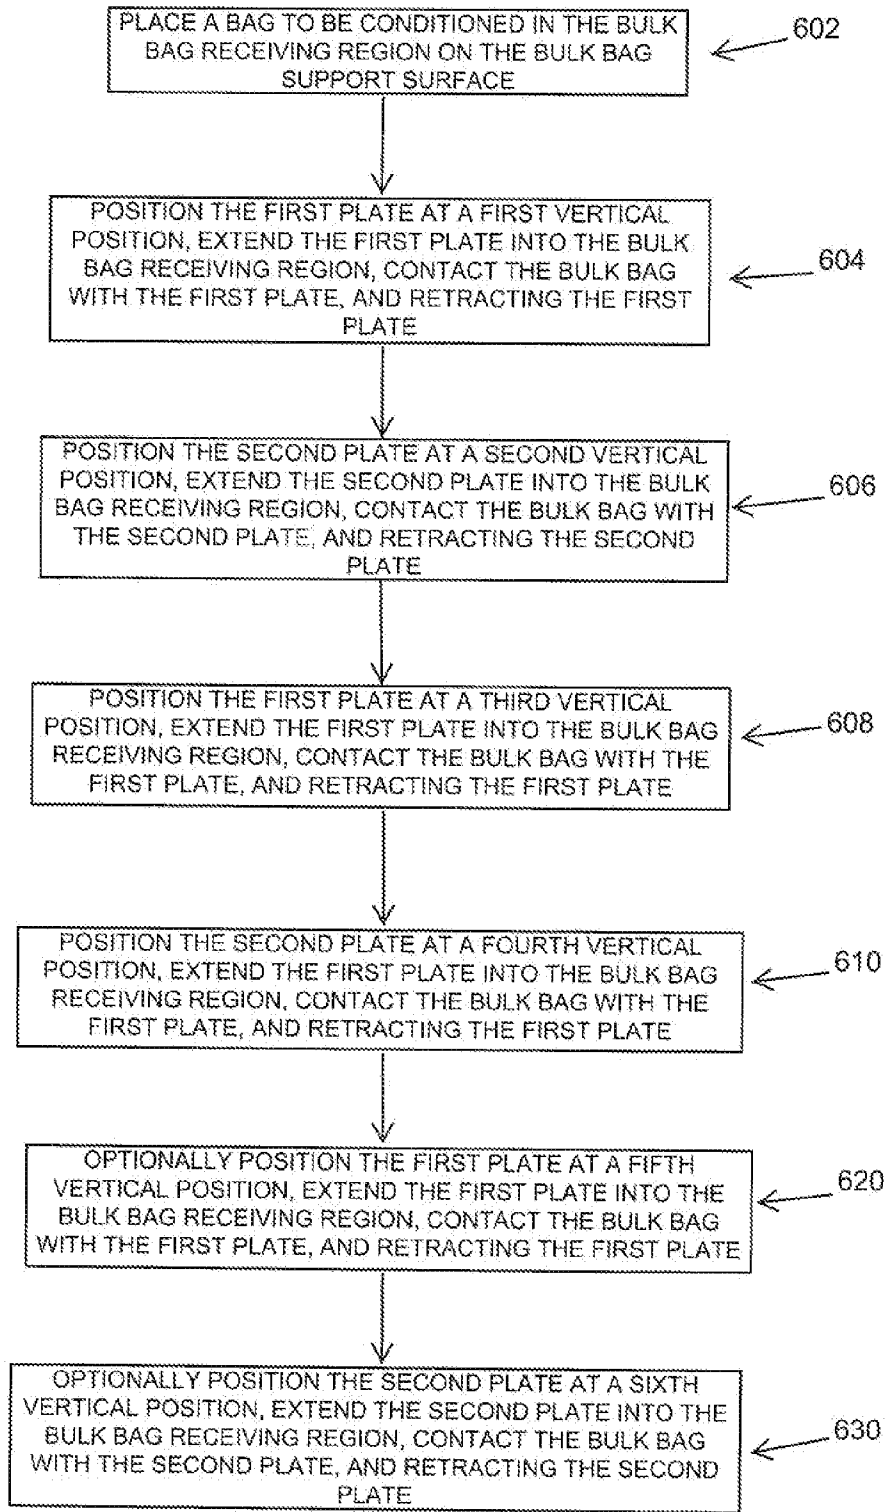 PLACE A BAG TO BE CONDITIONED IN THE BULK
BAG RECEIVING REGION ON THE BULK BAG
SUPPORT SURFACE
602
POSITION THE FIRST PLATE AT A FIRST VERTICAL
POSITION, EXTEND THE FIRST PLATE INTO THE BULK
BAG RECEIVING REGION, CONTACT THE BULK BAG
WITH THE FIRST PLATE, AND RETRACTING THE FIRST
PLATE
604
POSITION THE SECOND PLATE AT A SECOND VERTICAL
POSITION, EXTEND THE SECOND PLATE INTO THE BULK
BAG RECEIVING REGION, CONTACT THE BULK BAG WITH
THE SECOND PLATE, AND RETRACTING THE SECOND
PLATE
606
POSITION THE FIRST PLATE AT A THIRD VERTICAL
POSITION, EXTEND THE FIRST PLATE INTO THE BULK BAG
RECEIVING REGION, CONTACT THE BULK BAG WITH THE
FIRST PLATE, AND RETRACTING THE FIRST PLATE
608
POSITION THE SECOND PLATE AT A FOURTH VERTICAL
POSITION, EXTEND THE FIRST PLATE INTO THE BULK BAG
RECEIVING REGION, CONTACT THE BULK BAG WITH THE
FIRST PLATE, AND RETRACTING THE FIRST PLATE
610
OPTIONALLY POSITION THE FIRST PLATE AT A FIFTH
VERTICAL POSITION, EXTEND THE FIRST PLATE INTO THE
BULK BAG RECEIVING REGION, CONTACT THE BULK BAG
WITH THE FIRST PLATE, AND RETRACTING THE FIRST PLATE
620
OPTIONALLY POSITION THE SECOND PLATE AT A SIXTH
VERTICAL POSITION, EXTEND THE SECOND PLATE INTO THE
BULK BAG RECEIVING REGION, CONTACT THE BULK BAG
WITH THE SECOND PLATE, AND RETRACTING THE SECOND
PLATE
630